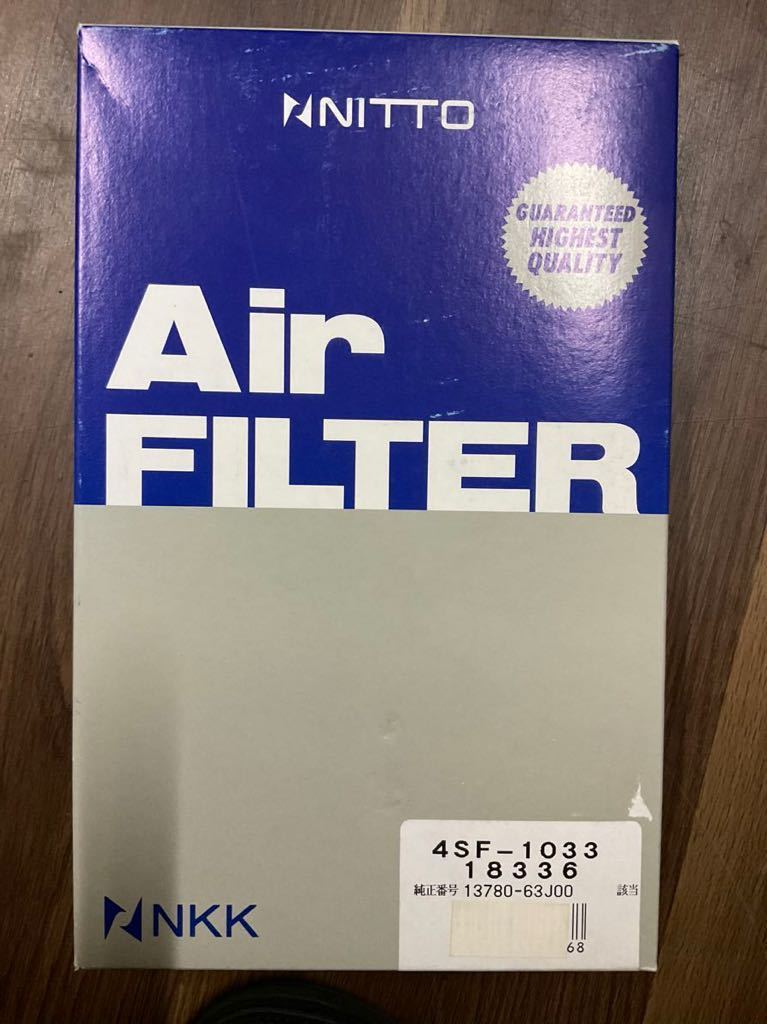 NITTO
GUARANTEED
HIGHEST
QUALITY
Air
FILTER
4SF-1033
18336
純正番号 13780-63J00 該当
68
NKK